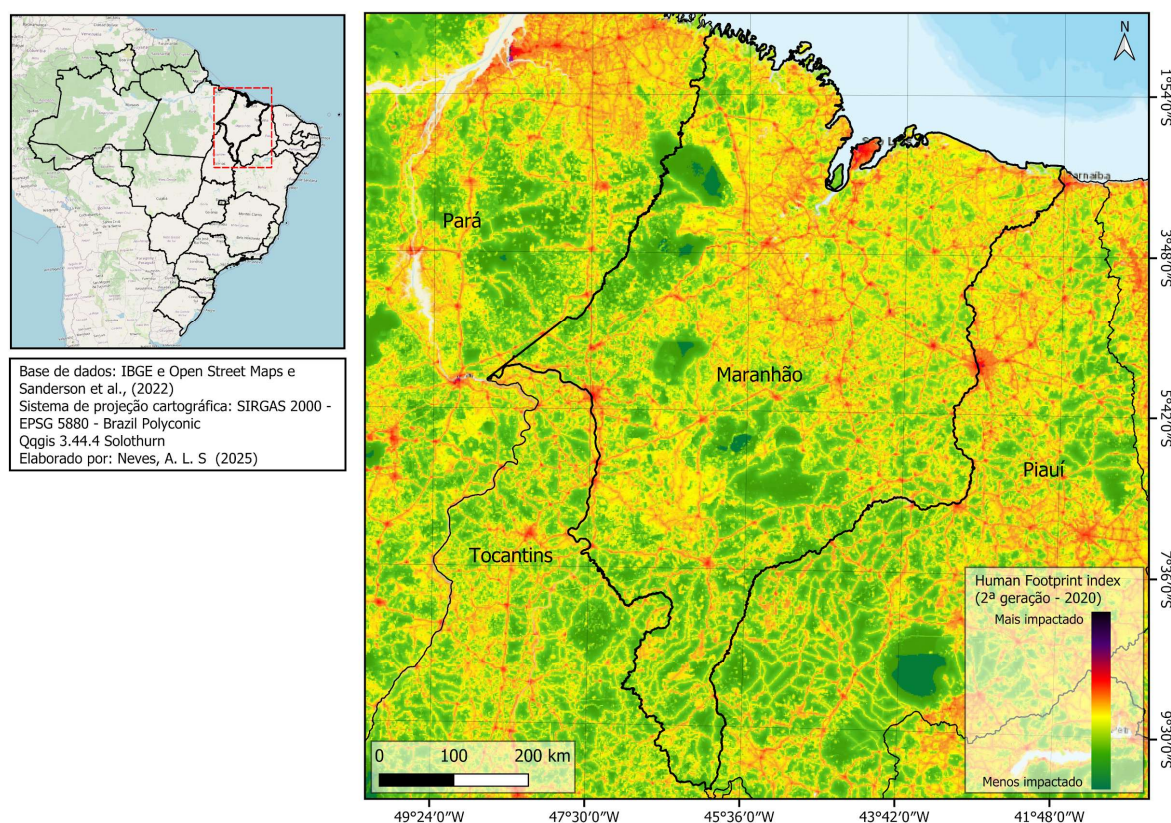 Base de dados: IBGE e Open Street Maps e
Sanderson et al., (2022)
Sistema de projeção cartográfica: SIRGAS 2000 -
EPSG 5880 - Brazil Polyconic
Qqgis 3.44.4 Solothurn
Elaborado por: Neves, A. L. S (2025)
N
Pará
Maranhão
Piauí
Tocantins
Human Footprint index
(2ª geração - 2020)
Mais impactado
Menos impactado
0 100 200 km
1°54'0"S
3°48'0"S
5°42'0"S
7°36'0"S
9°30'0"S
49°24'0"W
47°30'0"W
45°36'0"W
43°42'0"W
41°48'0"W